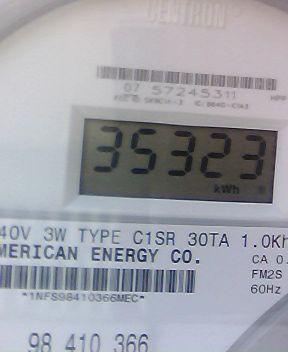 CENTRON
07 57245311
35323
kWh
40V 3W TYPE C1SR 30TA 1.0Kh
MERICAN ENERGY CO.
CA 0.
FM2S
60Hz
*1NFS98410366MEC*
98 410 366